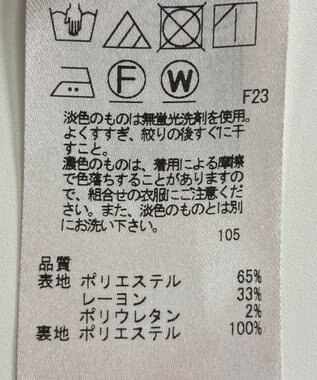 F W
F23
淡色のものは無蛍光洗剤を使用。
よくすすぎ、絞りの後すぐに干
すこと。
濃色のものは、着用による摩擦
で色落ちすることがありますの
で、組合せの衣服にご注意くださ
い。また、淡色のものとは別
にお洗い下さい。
105
品質
表地 ポリエステル 65%
レーヨン 33%
ポリウレタン 2%
裏地 ポリエステル 100%